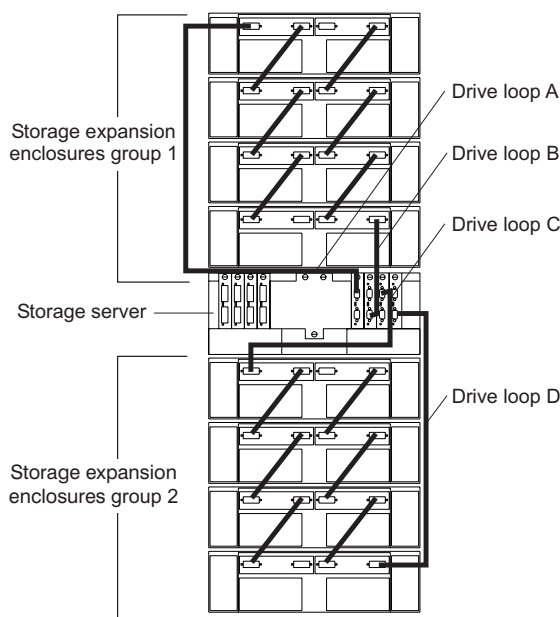 Drive loop A
Storage expansion
enclosures group 1
Drive loop B
Drive loop C
Storage server
Drive loop D
Storage expansion
enclosures group 2